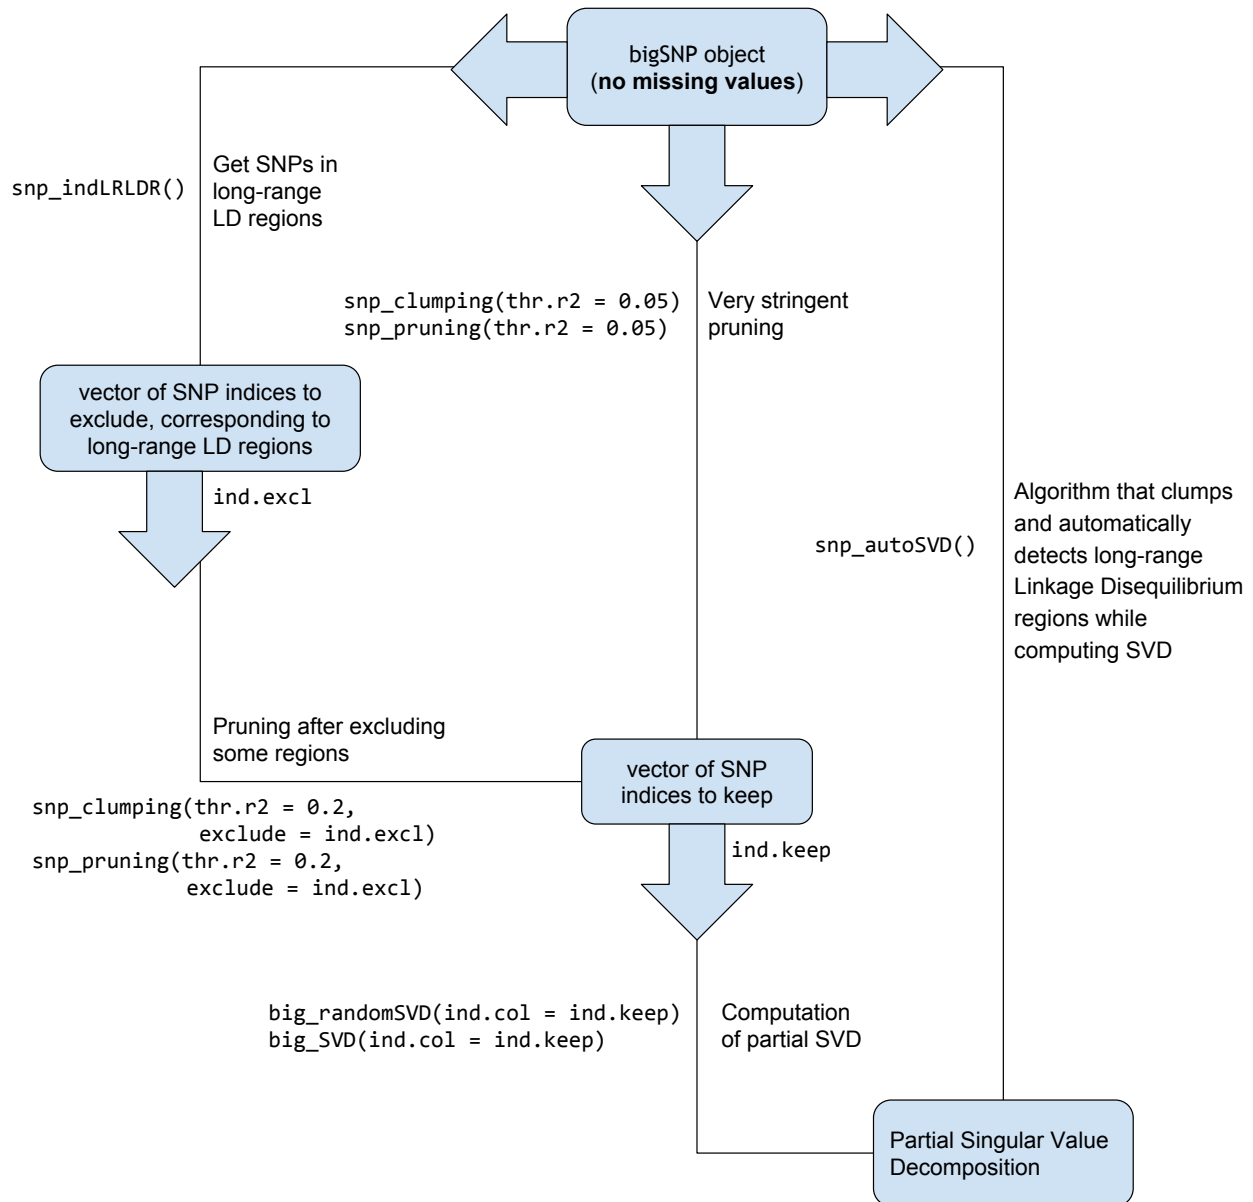 bigSNP object
(no missing values)
snp_indLRLDR()
Get SNPs in
long-range
LD regions
snp_clumping(thr.r2 = 0.05)
snp_pruning(thr.r2 = 0.05)
Very stringent
pruning
vector of SNP indices to
exclude, corresponding to
long-range LD regions
ind.excl
snp_autoSVD()
Algorithm that clumps
and automatically
detects long-range
Linkage Disequilibrium
regions while
computing SVD
Pruning after excluding
some regions
snp_clumping(thr.r2 = 0.2,
exclude = ind.excl)
snp_pruning(thr.r2 = 0.2,
exclude = ind.excl)
vector of SNP
indices to keep
ind.keep
big_randomSVD(ind.col = ind.keep)
big_SVD(ind.col = ind.keep)
Computation
of partial SVD
Partial Singular Value
Decomposition